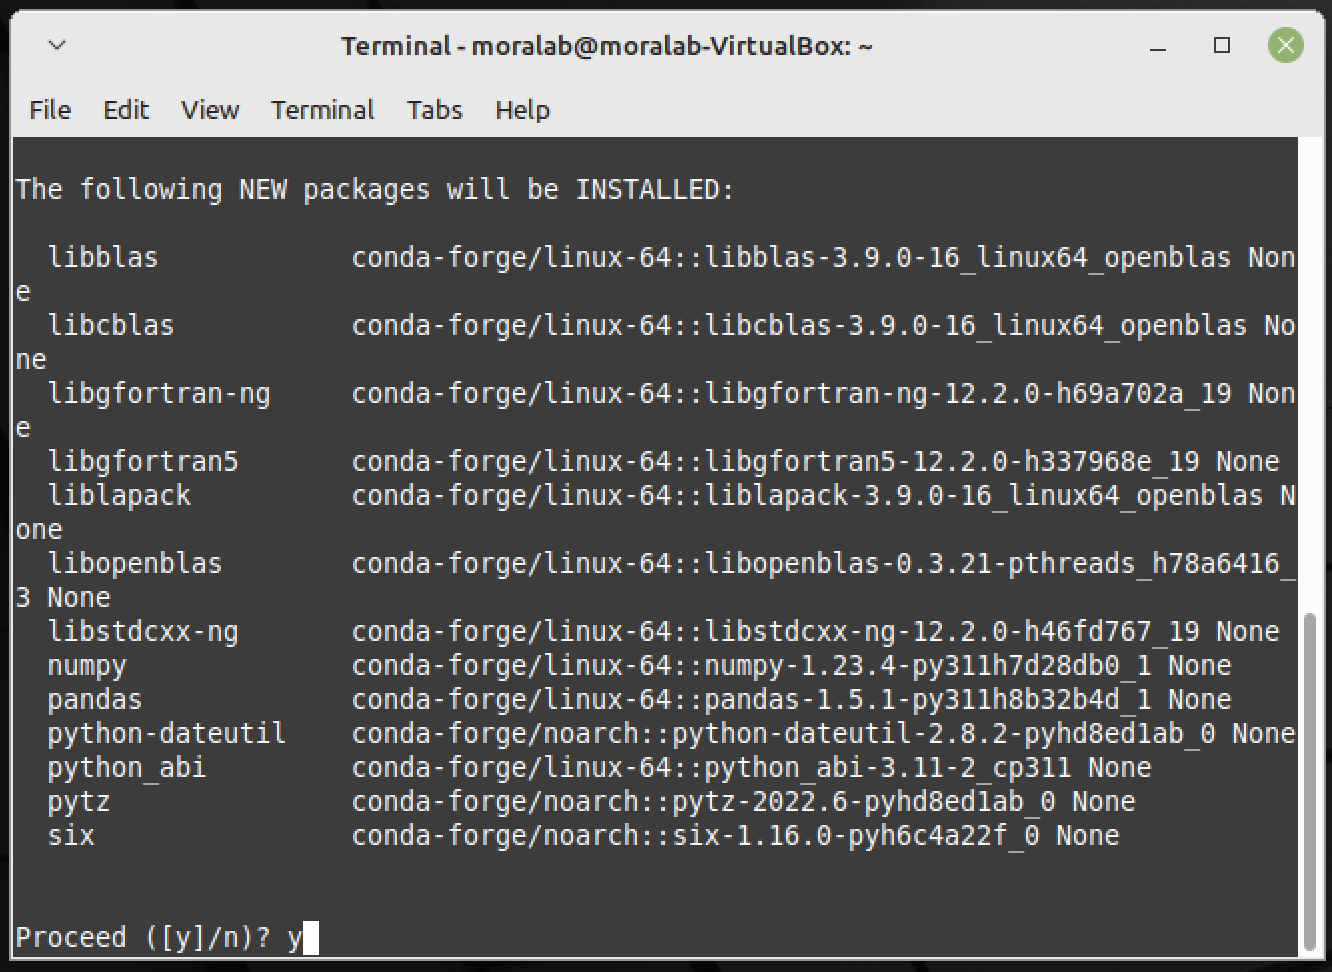 Terminal - moralab@moralab-VirtualBox: ~
File Edit View Terminal Tabs Help
The following NEW packages will be INSTALLED:
libblas conda-forge/linux-64::libblas-3.9.0-16_linux64_openblas Non
e
libcblas conda-forge/linux-64::libcblas-3.9.0-16_linux64_openblas No
ne
libgfortran-ng conda-forge/linux-64::libgfortran-ng-12.2.0-h69a702a_19 Non
e
libgfortran5 conda-forge/linux-64::libgfortran5-12.2.0-h337968e_19 None
liblapack conda-forge/linux-64::liblapack-3.9.0-16_linux64_openblas N
one
libopenblas conda-forge/linux-64::libopenblas-0.3.21-pthreads_h78a6416_
3 None
libstdcxx-ng conda-forge/linux-64::libstdcxx-ng-12.2.0-h46fd767_19 None
numpy conda-forge/linux-64::numpy-1.23.4-py311h7d28db0_1 None
pandas conda-forge/linux-64::pandas-1.5.1-py311h8b32b4d_1 None
python-dateutil conda-forge/noarch::python-dateutil-2.8.2-pyhd8ed1ab_0 None
python_abi conda-forge/linux-64::python_abi-3.11-2_cp311 None
pytz conda-forge/noarch::pytz-2022.6-pyhd8ed1ab_0 None
six conda-forge/noarch::six-1.16.0-pyh6c4a22f_0 None
Proceed ([y]/n)? y